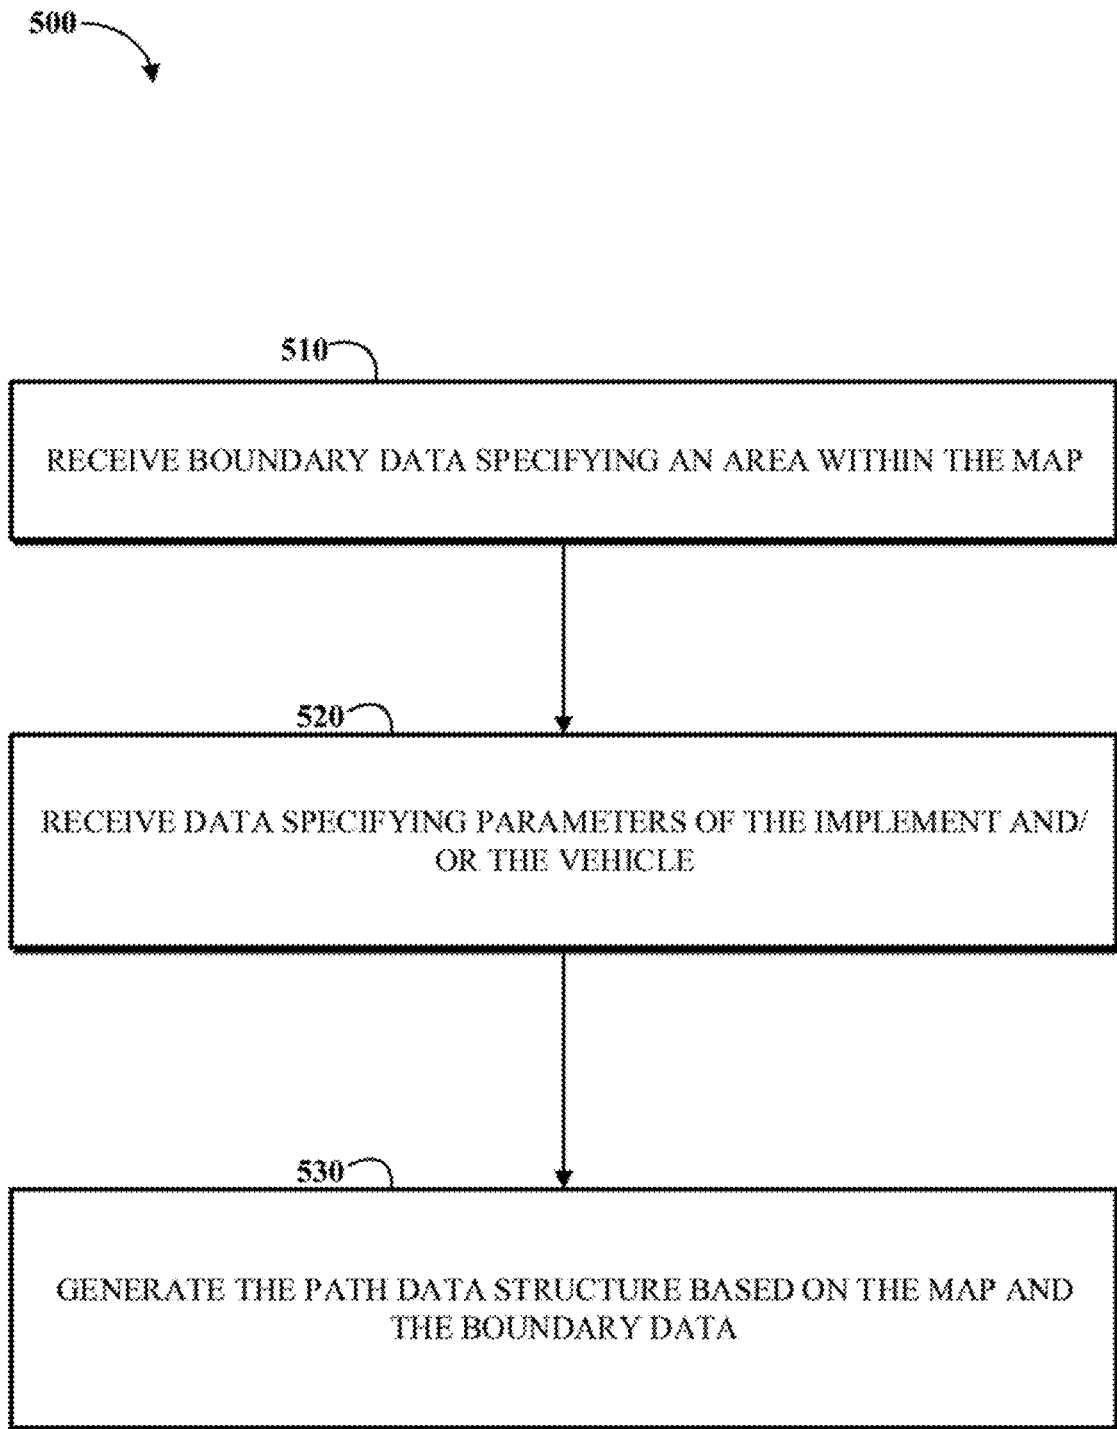 500
510
RECEIVE BOUNDARY DATA SPECIFYING AN AREA WITHIN THE MAP
520
RECEIVE DATA SPECIFYING PARAMETERS OF THE IMPLEMENT AND/
OR THE VEHICLE
530
GENERATE THE PATH DATA STRUCTURE BASED ON THE MAP AND
THE BOUNDARY DATA